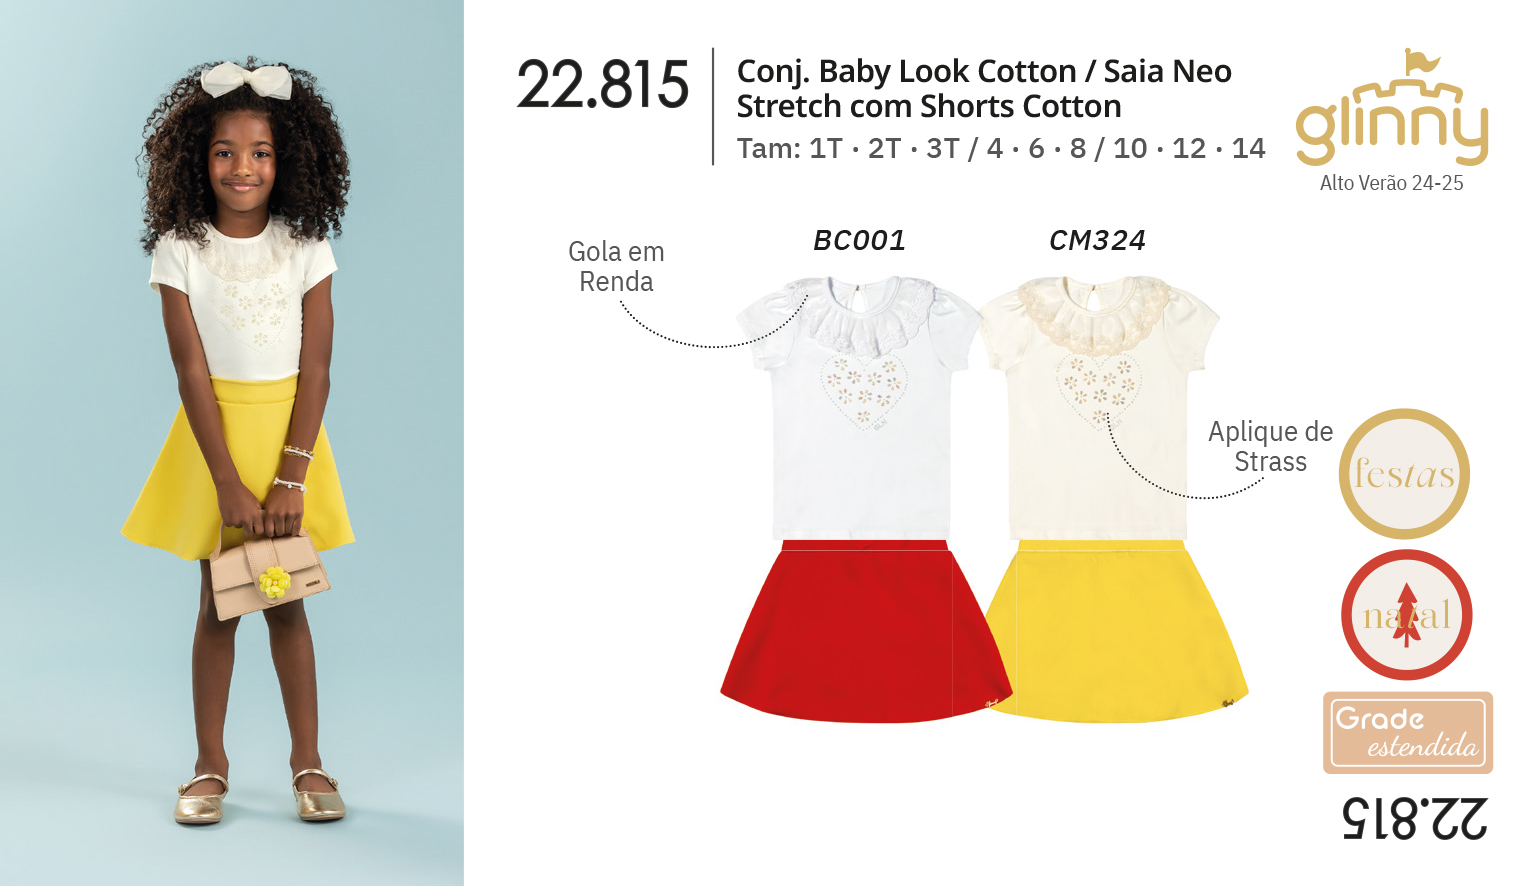 22.815
Conj. Baby Look Cotton / Saia Neo
Stretch com Shorts Cotton
Tam: 1T · 2T · 3T / 4 · 6 · 8 / 10 · 12 · 14
glinny
Alto Verão 24-25
BC001
CM324
Gola em
Renda
Aplique de
Strass
festas
natal
Grade
estendida
22.815